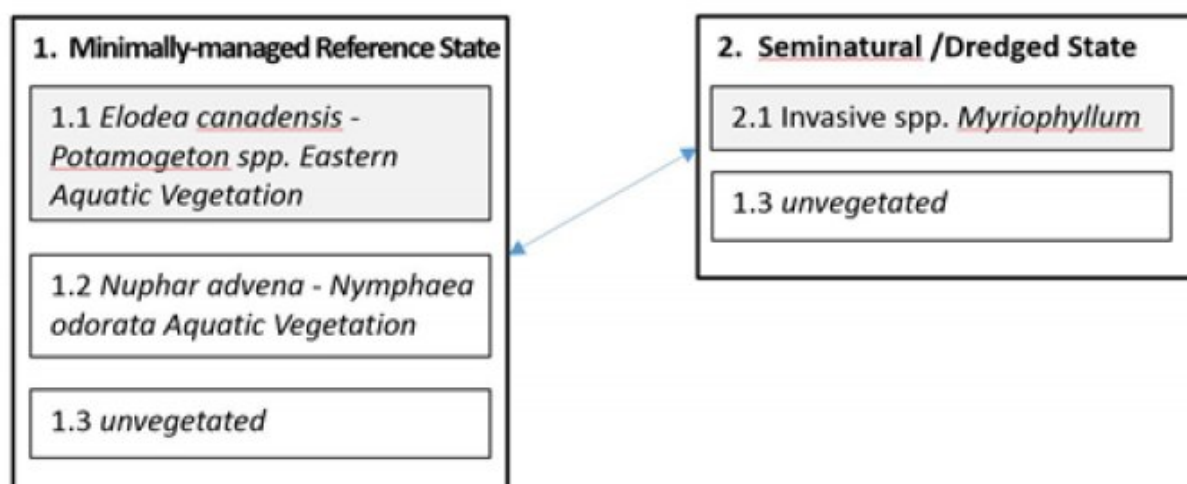 1. Minimally-managed Reference State
1.1 Elodea canadensis -
Potamogeton spp. Eastern
Aquatic Vegetation
1.2 Nuphar advena - Nymphaea
odorata Aquatic Vegetation
1.3 unvegetated
2. Seminatural /Dredged State
2.1 Invasive spp. Myriophyllum
1.3 unvegetated